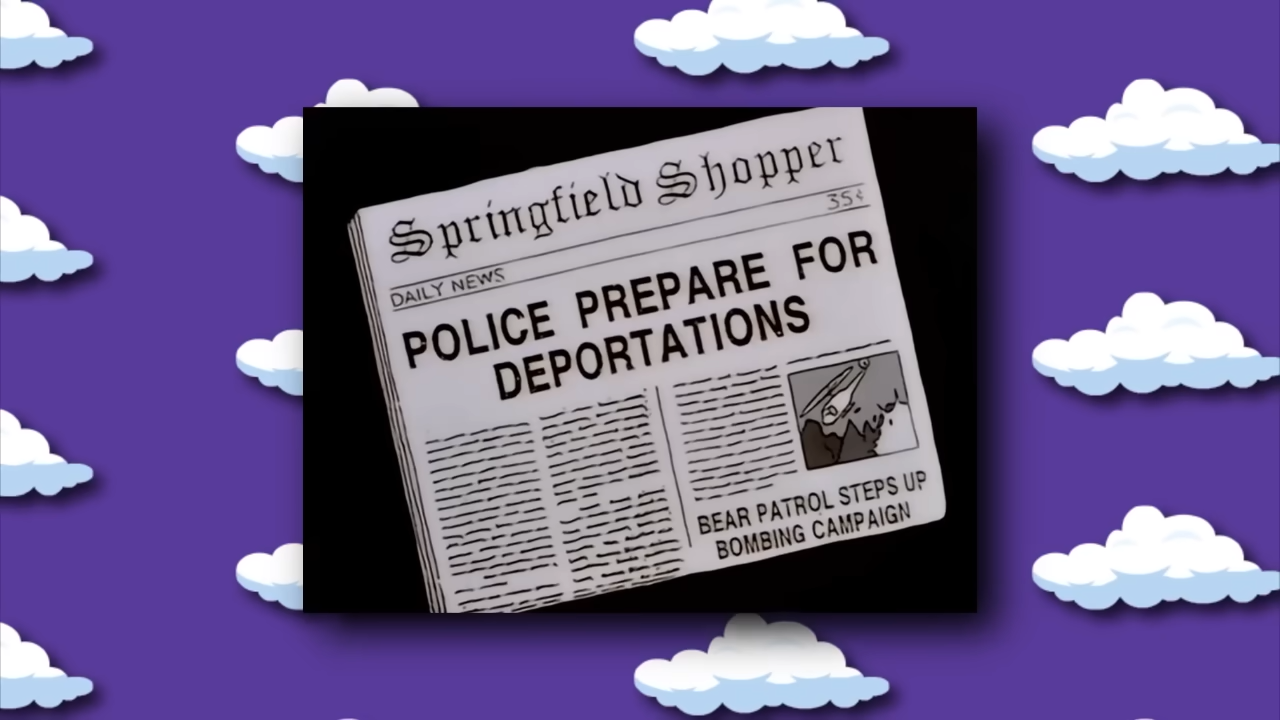 Springfield Shopper
35¢
DAILY NEWS
POLICE PREPARE FOR
DEPORTATIONS
BEAR PATROL STEPS UP
BOMBING CAMPAIGN